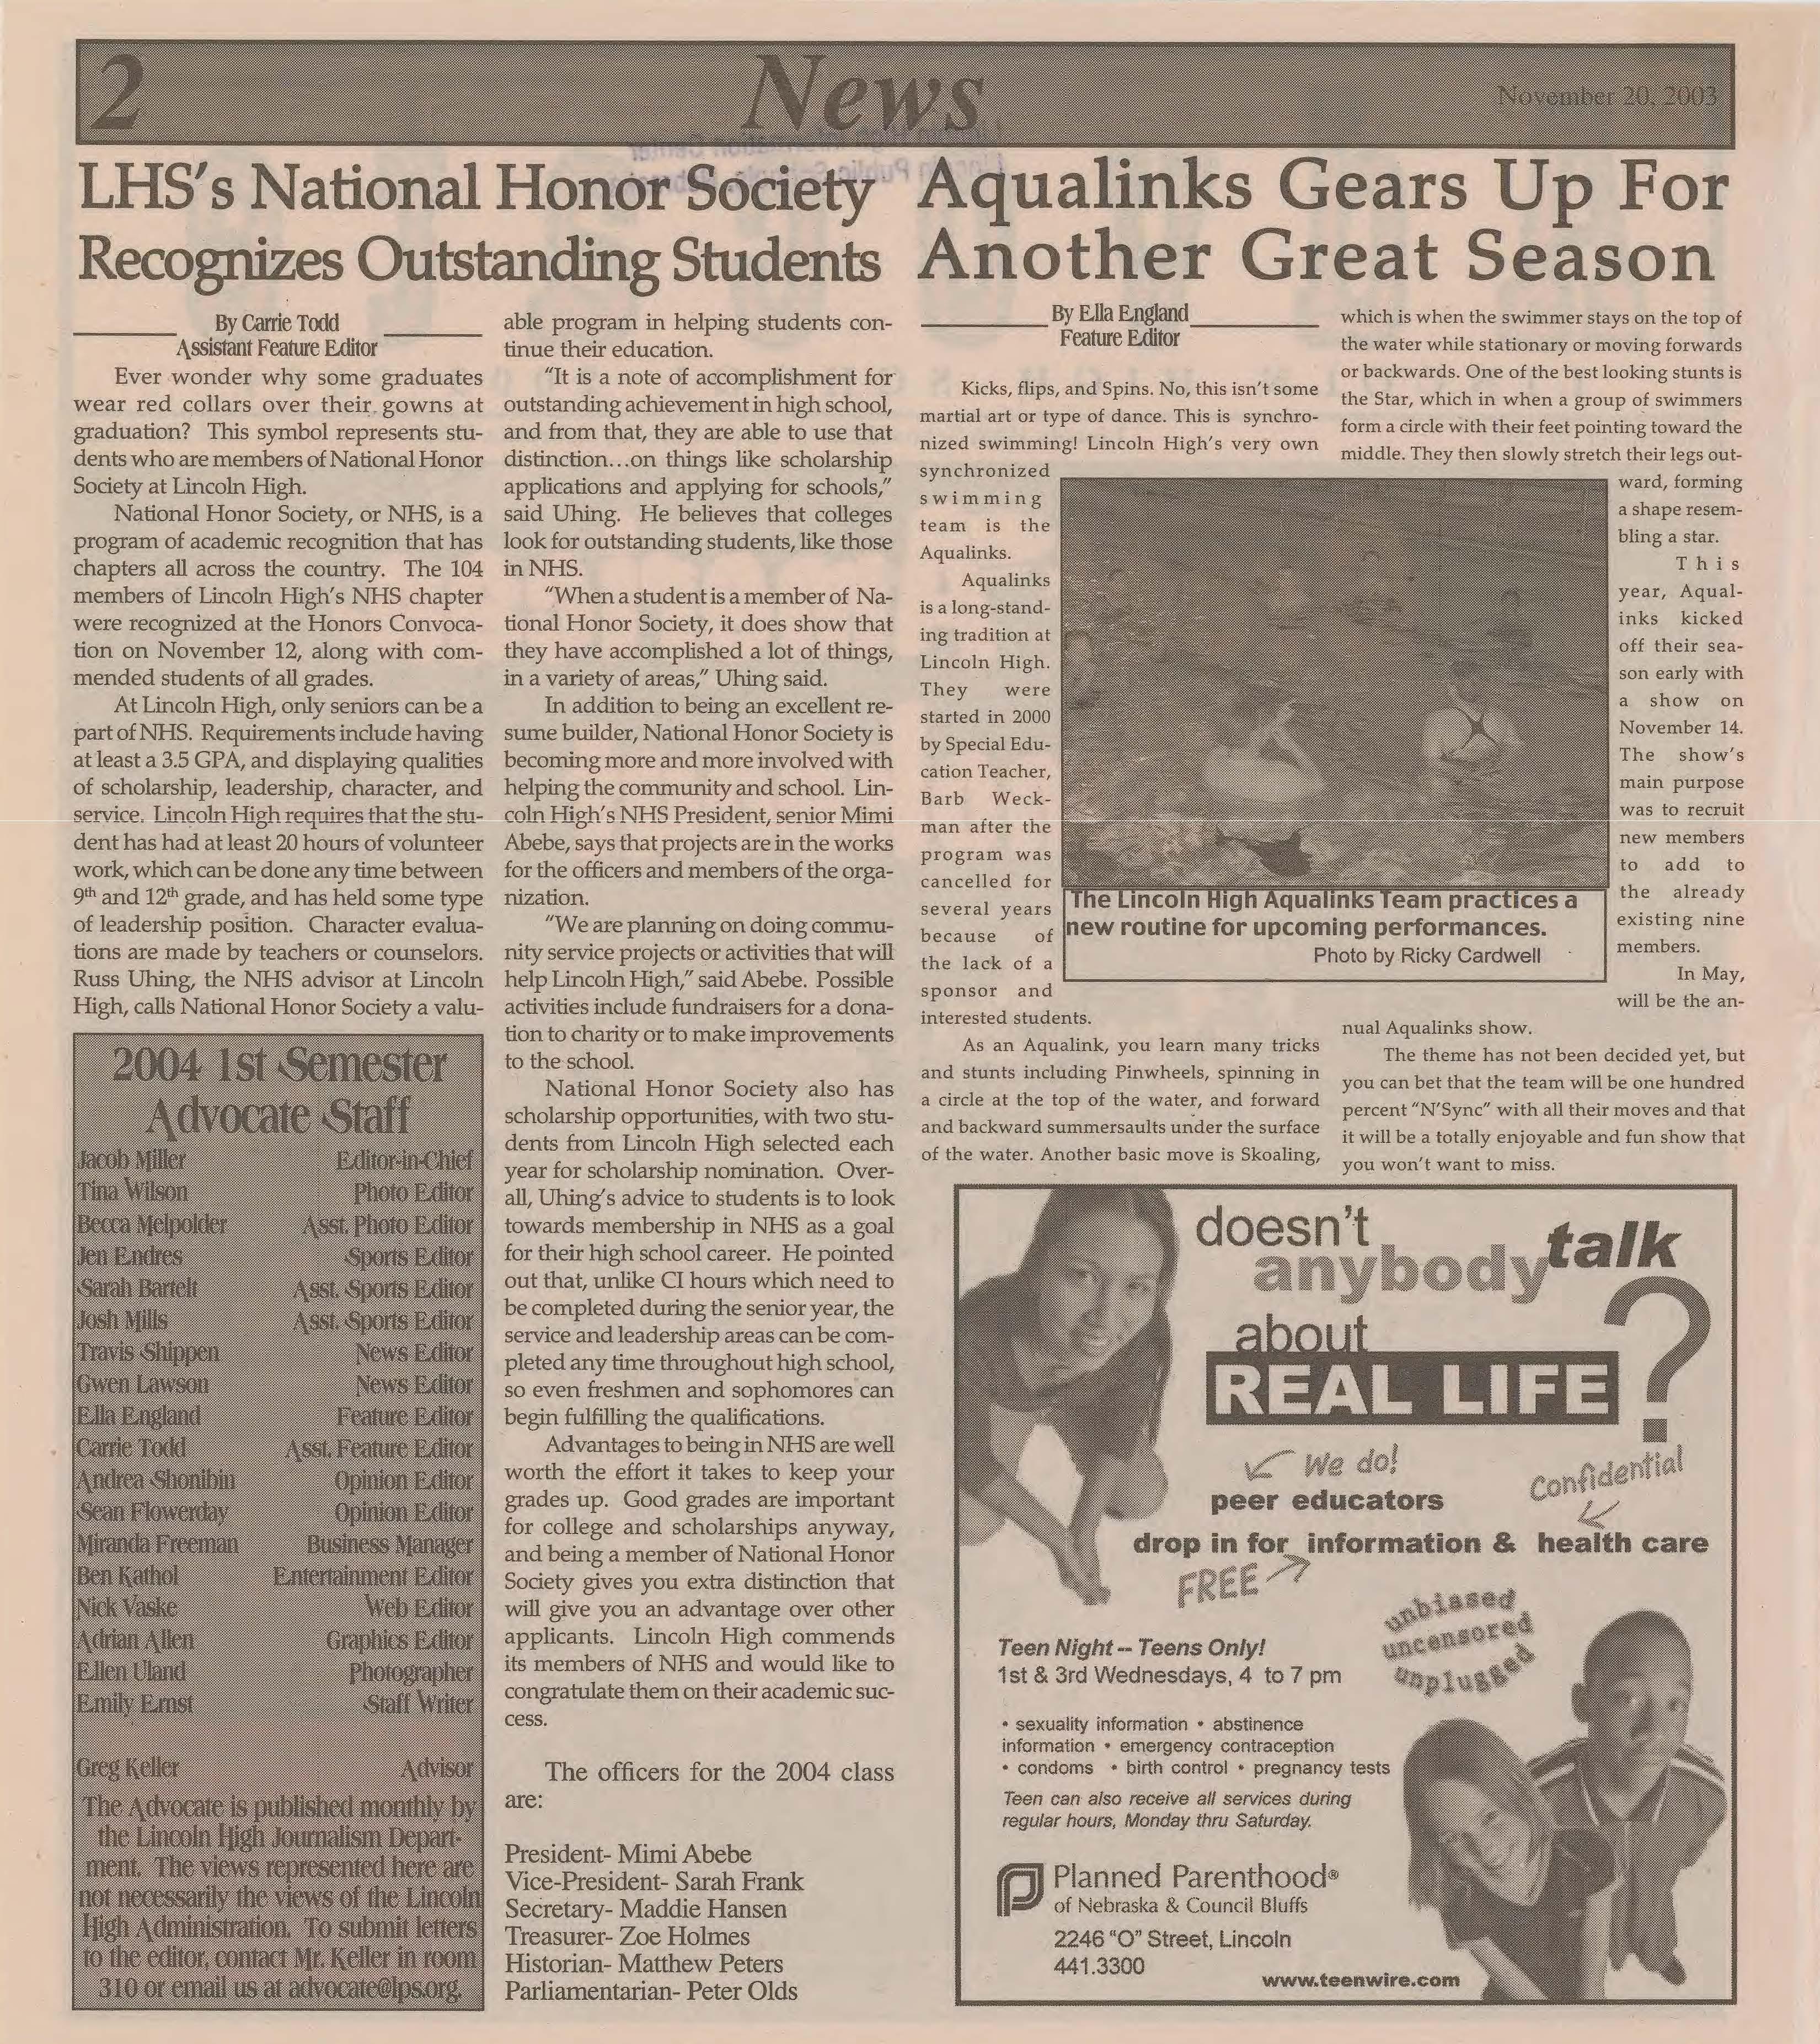 2
News
November 20, 2003
LHS's National Honor Society
Recognizes Outstanding Students
By Carrie Todd
Assistant Feature Editor
Ever wonder why some graduates
wear red collars over their gowns at
graduation? This symbol represents stu-
dents who are members of National Honor
Society at Lincoln High.
National Honor Society, or NHS, is a
program of academic recognition that has
chapters all across the country. The 104
members of Lincoln High's NHS chapter
were recognized at the Honors Convoca-
tion on November 12, along with com-
mended students of all grades.
At Lincoln High, only seniors can be a
part of NHS. Requirements include having
at least a 3.5 GPA, and displaying qualities
of scholarship, leadership, character, and
service. Lincoln High requires that the stu-
dent has had at least 20 hours of volunteer
work, which can be done any time between
9th and 12th grade, and has held some type
of leadership position. Character evalua-
tions are made by teachers or counselors.
Russ Uhing, the NHS advisor at Lincoln
High, calls National Honor Society a valu-
able program in helping students con-
tinue their education.
"It is a note of accomplishment for
outstanding achievement in high school,
and from that, they are able to use that
distinction...on things like scholarship
applications and applying for schools,"
said Uhing. He believes that colleges
look for outstanding students, like those
in NHS.
"When a student is a member of Na-
tional Honor Society, it does show that
they have accomplished a lot of things,
in a variety of areas," Uhing said.
In addition to being an excellent re-
sume builder, National Honor Society is
becoming more and more involved with
helping the community and school. Lin-
coln High's NHS President, senior Mimi
Abebe, says that projects are in the works
for the officers and members of the orga-
nization.
"We are planning on doing commu-
nity service projects or activities that will
help Lincoln High," said Abebe. Possible
activities include fundraisers for a dona-
tion to charity or to make improvements
to the school.
National Honor Society also has
scholarship opportunities, with two stu-
dents from Lincoln High selected each
year for scholarship nomination. Over-
all, Uhing's advice to students is to look
towards membership in NHS as a goal
for their high school career. He pointed
out that, unlike CI hours which need to
be completed during the senior year, the
service and leadership areas can be com-
pleted any time throughout high school,
so even freshmen and sophomores can
begin fulfilling the qualifications.
Advantages to being in NHS are well
worth the effort it takes to keep your
grades up. Good grades are important
for college and scholarships anyway,
and being a member of National Honor
Society gives you extra distinction that
will give you an advantage over other
applicants. Lincoln High commends
its members of NHS and would like to
congratulate them on their academic suc-
cess.
The officers for the 2004 class
are:
President- Mimi Abebe
Vice-President- Sarah Frank
Secretary- Maddie Hansen
Treasurer- Zoe Holmes
Historian- Matthew Peters
Parliamentarian- Peter Olds
2004 1st Semester
Advocate Staff
Jacob Miller Editor-in-Chief
Tina Wilson Photo Editor
Becca Melpolder Asst. Photo Editor
Jen Endres Sports Editor
Sarah Bartelt Asst. Sports Editor
Josh Mills Asst. Sports Editor
Travis Shippen News Editor
Gwen Lawson News Editor
Ella England Feature Editor
Carrie Todd Asst. Feature Editor
Andrea Shonibin Opinion Editor
Sean Flowerday Opinion Editor
Miranda Freeman Business Manager
Ben Kathol Entertainment Editor
Nick Vaske Web Editor
Adrian Allen Graphics Editor
Ellen Uland Photographer
Emily Ernst Staff Writer
Greg Keller Advisor
The Advocate is published monthly by
the Lincoln High Journalism Depart-
ment. The views represented here are
not necessarily the views of the Lincoln
High Administration. To submit letters
to the editor, contact Mr. Keller in room
310 or email us at advocate@lps.org.
Aqualinks Gears Up For
Another Great Season
By Ella England
Feature Editor
Kicks, flips, and Spins. No, this isn't some
martial art or type of dance. This is synchro-
nized swimming! Lincoln High's very own
synchronized
swimming
team is the
Aqualinks.
Aqualinks
is a long-stand-
ing tradition at
Lincoln High.
They were
started in 2000
by Special Edu-
cation Teacher,
Barb Weck-
man after the
program was
cancelled for
several years
because of
the lack of a
sponsor and
interested students.
As an Aqualink, you learn many tricks
and stunts including Pinwheels, spinning in
a circle at the top of the water, and forward
and backward summersaults under the surface
of the water. Another basic move is Skoaling,
which is when the swimmer stays on the top of
the water while stationary or moving forwards
or backwards. One of the best looking stunts is
the Star, which in when a group of swimmers
form a circle with their feet pointing toward the
middle. They then slowly stretch their legs out-
ward, forming
a shape resem-
bling a star.
This
year, Aqual-
inks kicked
off their sea-
son early with
a show on
November 14.
The show's
main purpose
was to recruit
new members
to add to
the already
existing nine
members.
In May,
will be the an-
nual Aqualinks show.
The theme has not been decided yet, but
you can bet that the team will be one hundred
percent "N'Sync" with all their moves and that
it will be a totally enjoyable and fun show that
you won't want to miss.
The Lincoln High Aqualinks Team practices a
new routine for upcoming performances.
Photo by Ricky Cardwell
doesn't
anybody talk
about
REAL LIFE?
We do!
peer educators
Confidential
drop in for information & health care
FREE
unbiased
uncensored
unplugged
Teen Night -- Teens Only!
1st & 3rd Wednesdays, 4 to 7 pm
• sexuality information • abstinence
information • emergency contraception
• condoms • birth control • pregnancy tests
Teen can also receive all services during
regular hours, Monday thru Saturday.
Planned Parenthood®
of Nebraska & Council Bluffs
2246 "O" Street, Lincoln
441.3300
www.teenwire.com